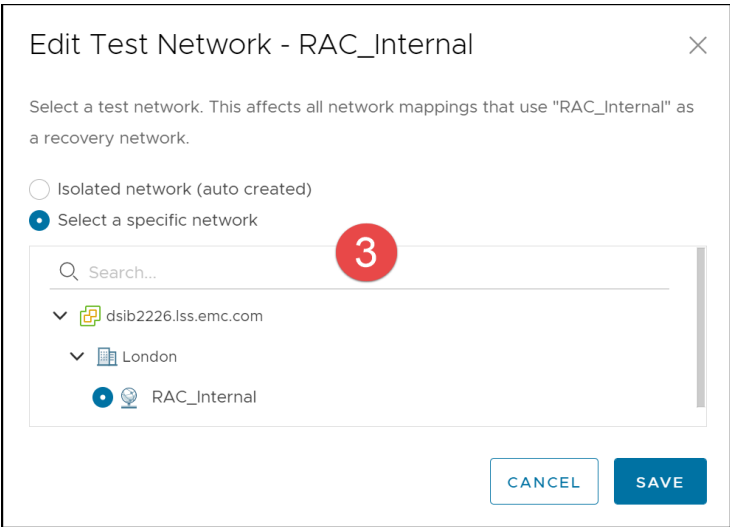 Edit Test Network - RAC_Internal
Select a test network. This affects all network mappings that use "RAC_Internal" as
a recovery network.
Isolated network (auto created)
Select a specific network
3
Search...
dsib2226.lss.emc.com
London
RAC_Internal
CANCEL
SAVE